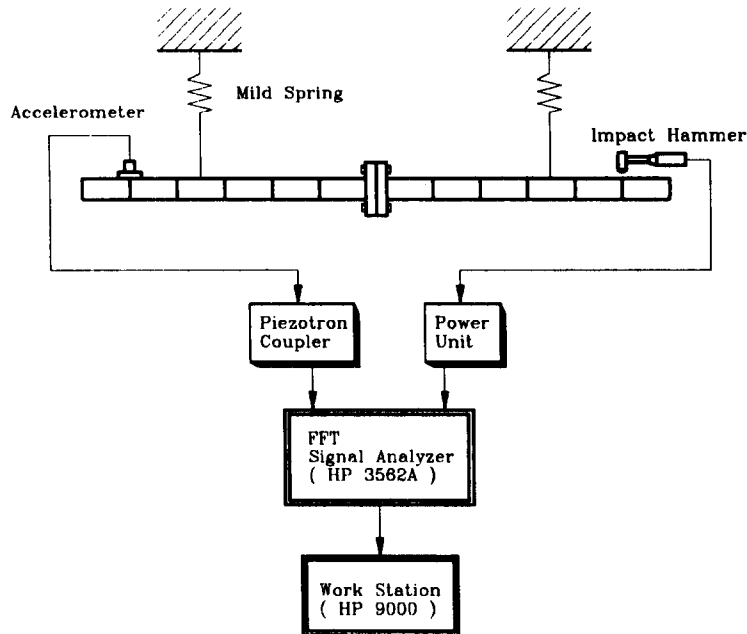 Mild Spring
Accelerometer
Impact Hammer
Piezotron
Coupler
Power
Unit
FFT
Signal Analyzer
( HP 3562A )
Work Station
( HP 9000 )